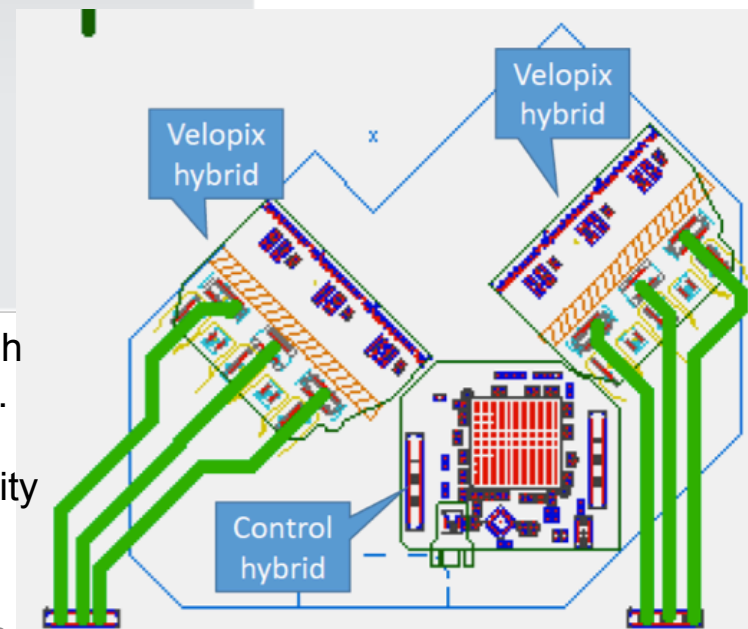 Velopix
hybrid
Velopix
hybrid
x
h
.
ity
Control
hybrid